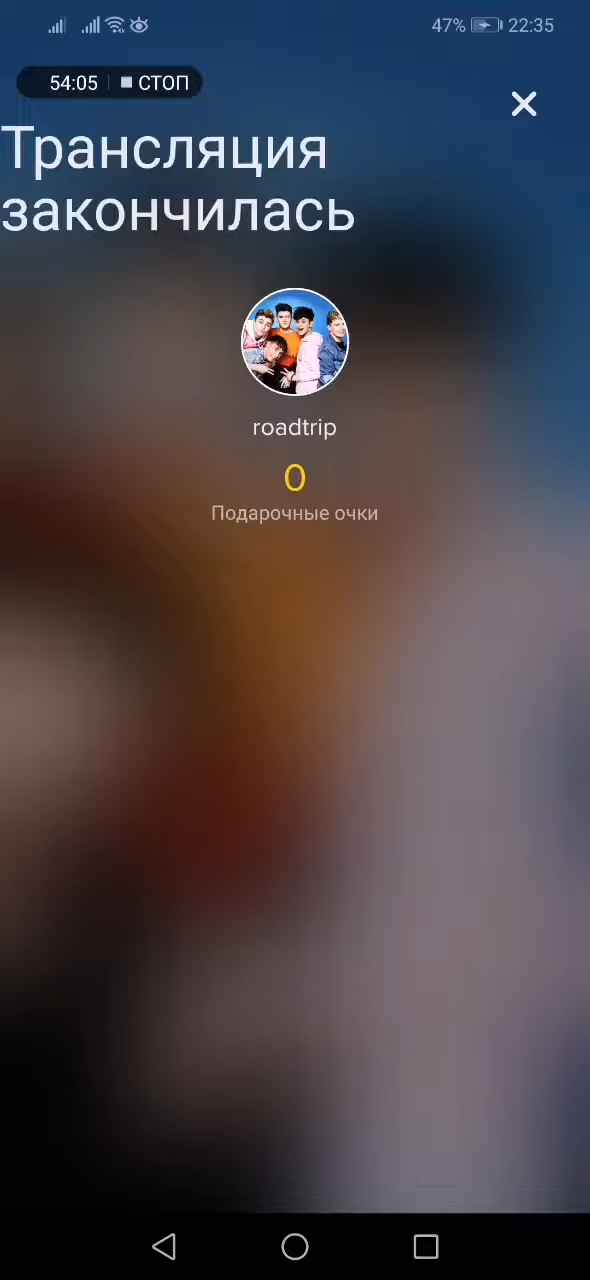 47% 22:35
54:05 СТОП
Трансляция
закончилась
roadtrip
0
Подарочные очки